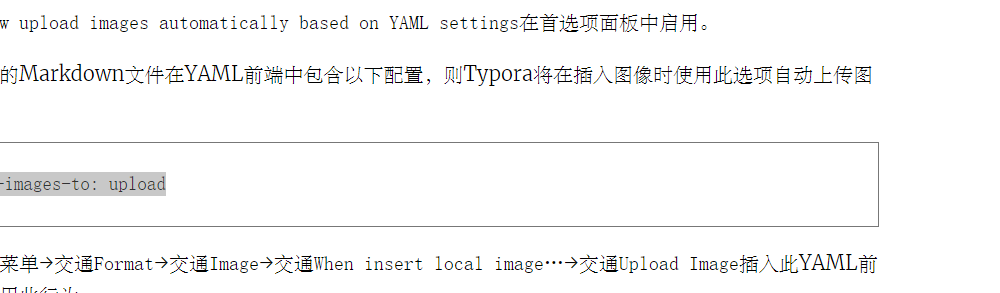 w upload images automatically based on YAML settings在首选项面板中启用。
的Markdown文件在YAML前端中包含以下配置，则Typora将在插入图像时使用此选项自动上传图
-images-to: upload
菜单→交通Format→交通Image→交通When insert local image…→交通Upload Image插入此YAML前